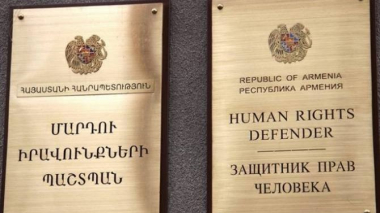 ՀԱՅԱՍՏԱՆԻ ՀԱՆՐԱՊԵՏՈՒԹՅՈՒՆ
ՄԱՐԴՈՒ
ԻՐԱՎՈՒՆՔՆԵՐԻ
ՊԱՇՏՊԱՆ
REPUBLIC OF ARMENIA
РЕСПУБЛИКА АРМЕНИЯ
HUMAN RIGHTS
DEFENDER
ЗАЩИТНИК ПРАВ
ЧЕЛОВЕКА